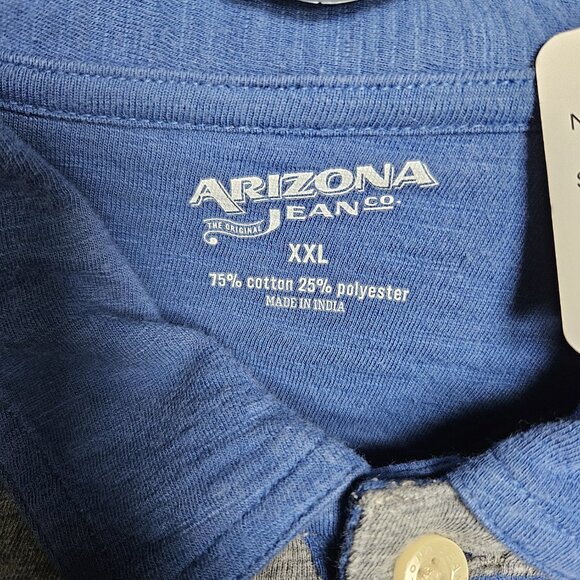 ARIZONA
JEAN CO.
THE ORIGINAL
XXL
75% cotton 25% polyester
MADE IN INDIA
N
S